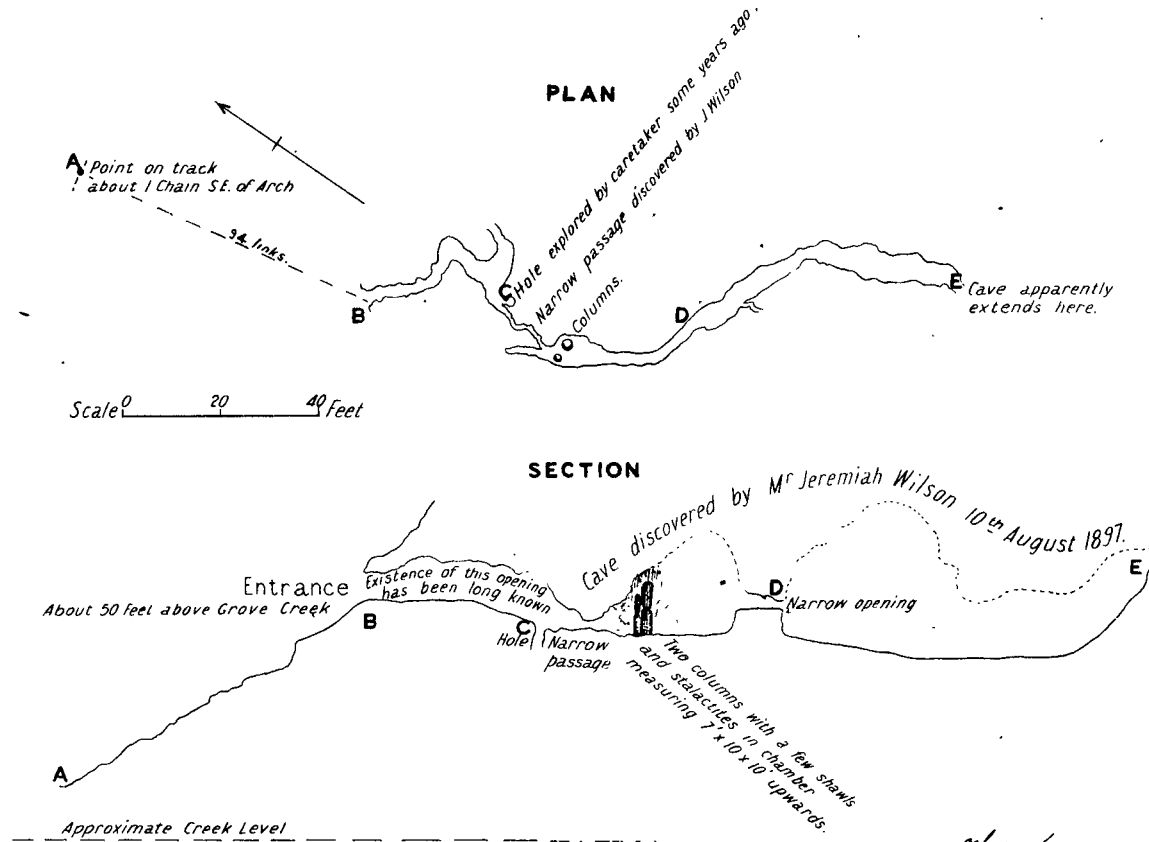 PLAN
A
Point on track
about 1 Chain S.E. of Arch
94 links.
B
C
Hole explored by caretaker some years ago.
Narrow passage discovered by J Wilson
Columns.
D
E
Cave apparently
extends here.
Scale 0 20 40 Feet
SECTION
Cave discovered by Mr Jeremiah Wilson 10th August 1897.
Entrance
Existence of this opening
has been long known
About 50 feet above Grove Creek
B
C
Hole
Narrow
passage
D
Narrow opening
E
Two columns with a few shawls
and stalactites in chamber
measuring 7'x 10'x 10' upwards.
A
Approximate Creek Level